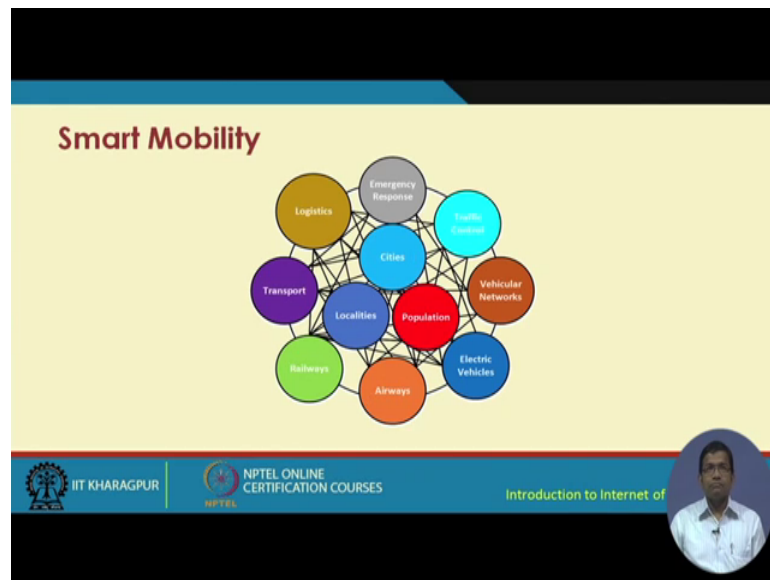 Smart Mobility
Emergency
Response
Logistics
Traffic
Control
Cities
Transport
Vehicular
Networks
Localities
Population
Railways
Electric
Vehicles
Airways
IIT KHARAGPUR
NPTEL
NPTEL ONLINE
CERTIFICATION COURSES
Introduction to Internet of